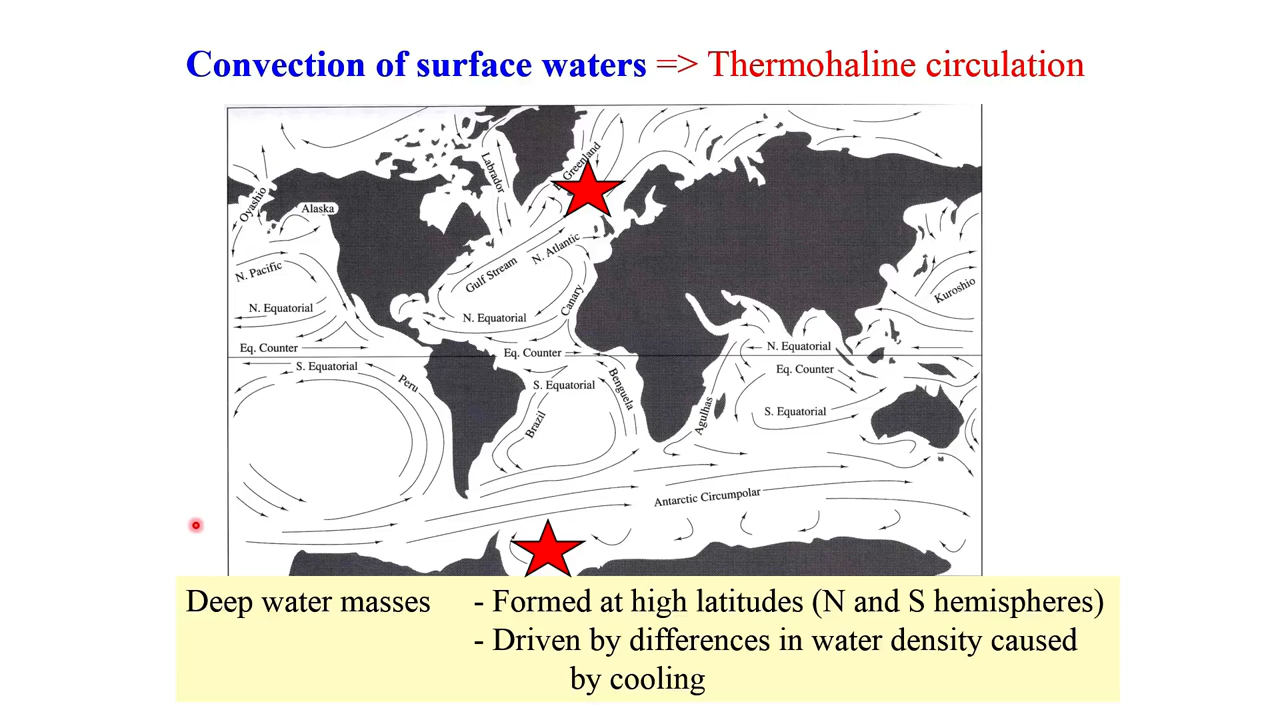 Convection of surface waters => Thermohaline circulation
Labrador
Greenland
Oyashio
Alaska
N. Pacific
Gulf Stream
N. Atlantic
Canary
Kuroshio
N. Equatorial
N. Equatorial
N. Equatorial
Eq. Counter
Eq. Counter
Eq. Counter
S. Equatorial
S. Equatorial
S. Equatorial
Peru
Brazil
Benguela
Agulhas
Antarctic Circumpolar
Deep water masses - Formed at high latitudes (N and S hemispheres)
- Driven by differences in water density caused
by cooling